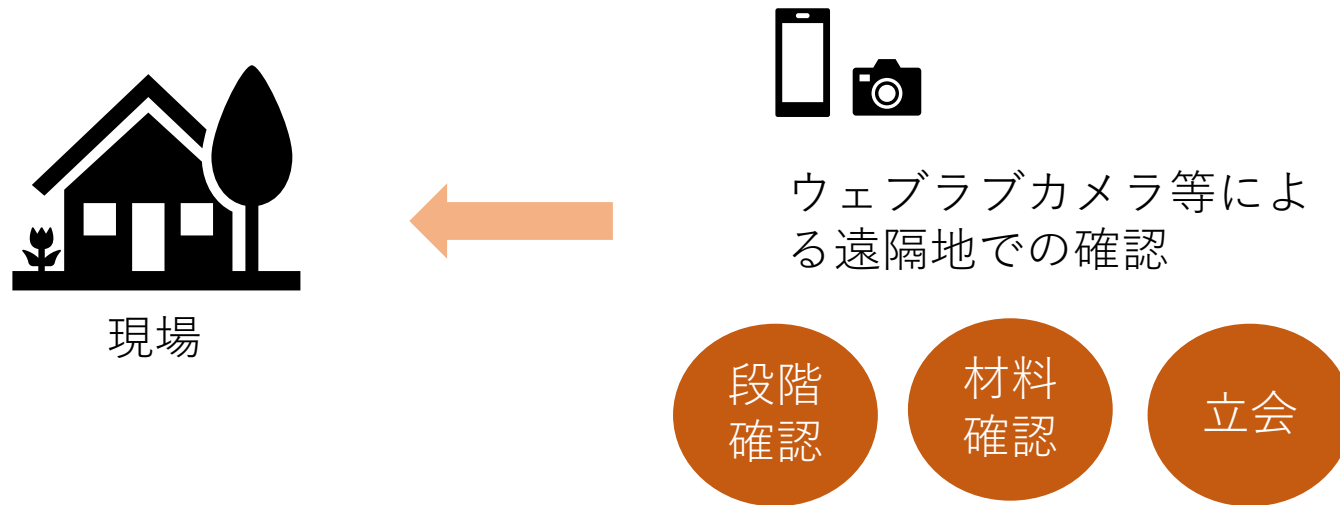 ウェブラブカメラ等によ
る遠隔地での確認
現場
段階
確認
材料
確認
立会